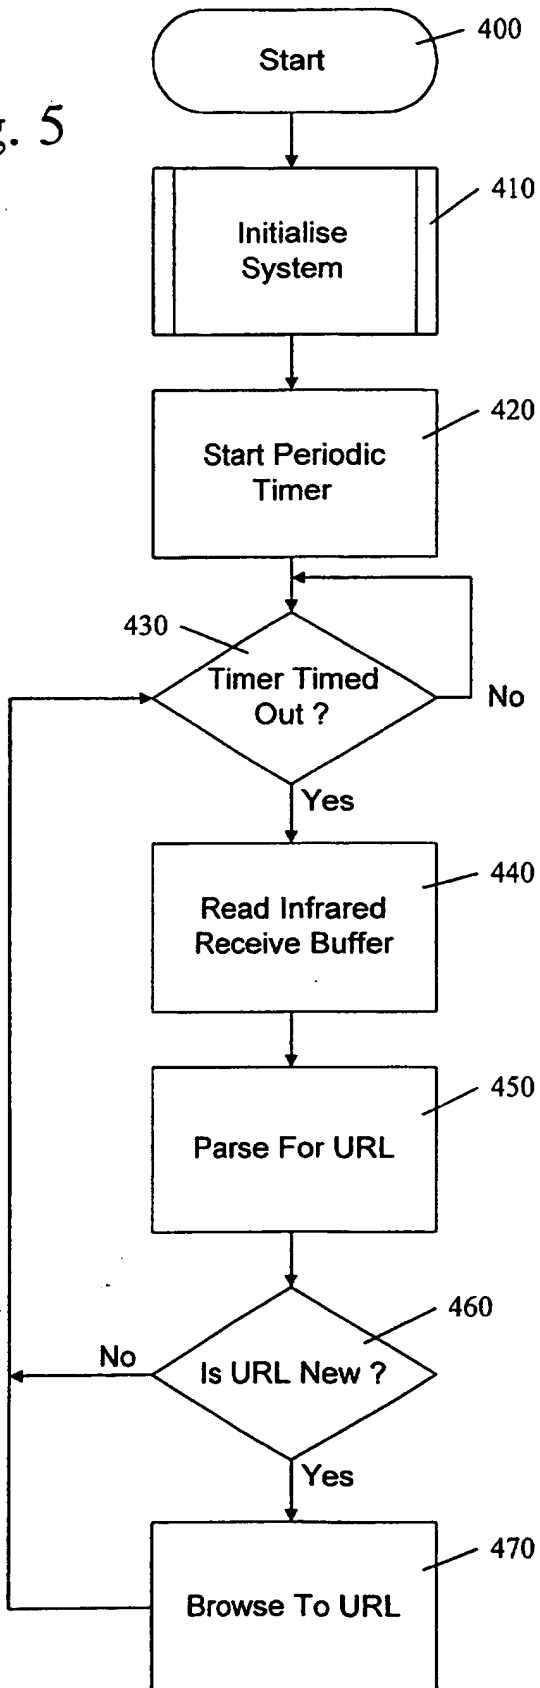 400
Start
g. 5
410
Initialise
System
420
Start Periodic
Timer
430
Timer Timed
Out ?
No
Yes
440
Read Infrared
Receive Buffer
450
Parse For URL
460
No
Is URL New ?
Yes
470
Browse To URL